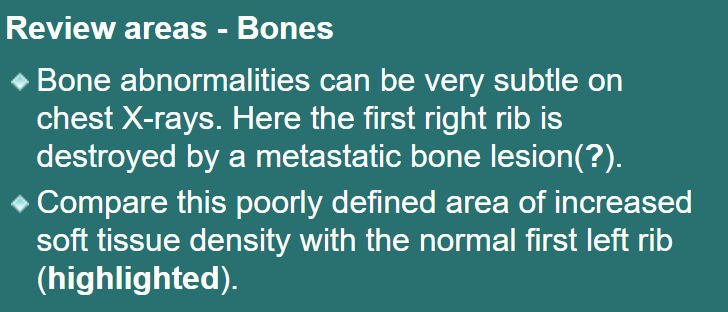 Review areas - Bones
Bone abnormalities can be very subtle on
chest X-rays. Here the first right rib is
destroyed by a metastatic bone lesion(?).
Compare this poorly defined area of increased
soft tissue density with the normal first left rib
(highlighted).